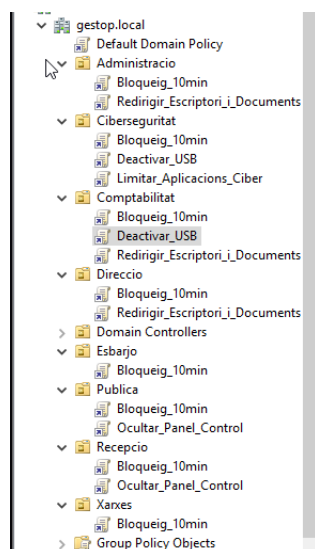 gestop.local
Default Domain Policy
Administracio
Bloqueig_10min
Redirigir_Escriptori_i_Documents
Ciberseguritat
Bloqueig_10min
Deactivar_USB
Limitar_Aplicacions_Ciber
Comptabilitat
Bloqueig_10min
Deactivar_USB
Redirigir_Escriptori_i_Documents
Direccio
Bloqueig_10min
Redirigir_Escriptori_i_Documents
Domain Controllers
Esbarjo
Bloqueig_10min
Publica
Bloqueig_10min
Ocultar_Panel_Control
Recepcio
Bloqueig_10min
Ocultar_Panel_Control
Xarxes
Bloqueig_10min
Group Policy Objects